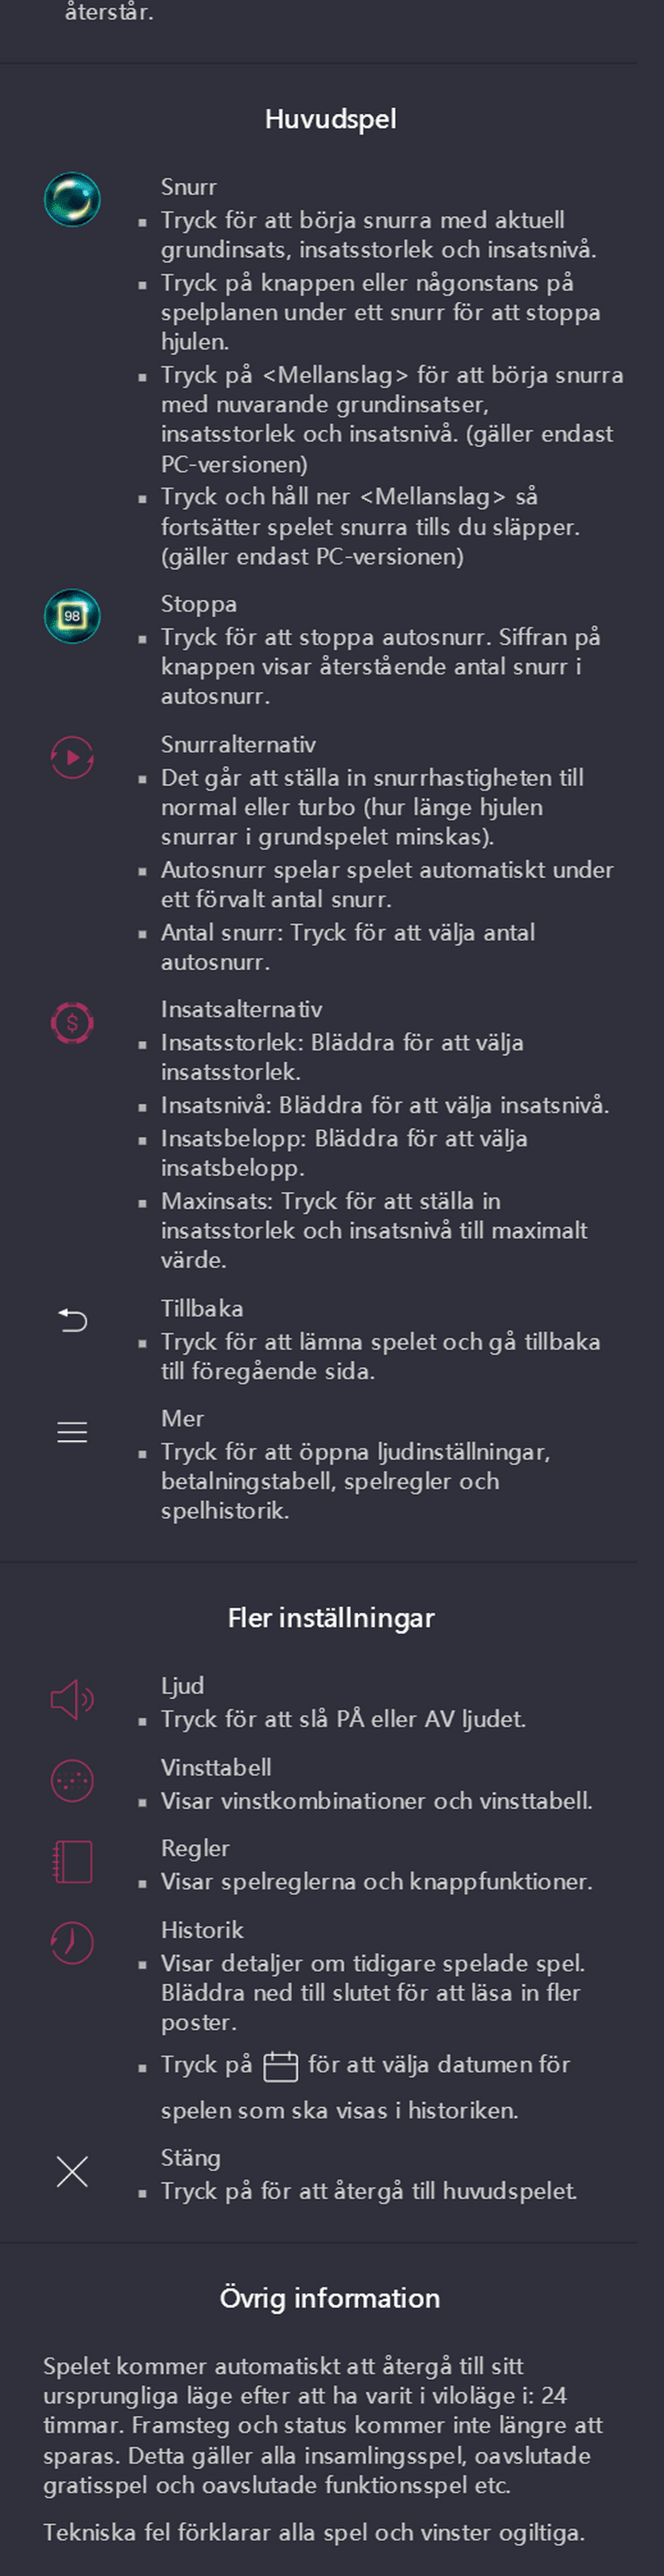 återstår.
Huvudspel
Snurr
▪ Tryck för att börja snurra med aktuell
grundinsats, insatsstorlek och insatsnivå.
▪ Tryck på knappen eller någonstans på
spelplanen under ett snurr för att stoppa
hjulen.
▪ Tryck på <Mellanslag> för att börja snurra
med nuvarande grundinsatser,
insatsstorlek och insatsnivå. (gäller endast
PC-versionen)
▪ Tryck och håll ner <Mellanslag> så
fortsätter spelet snurra tills du släpper.
(gäller endast PC-versionen)
98
Stoppa
▪ Tryck för att stoppa autosnurr. Siffran på
knappen visar återstående antal snurr i
autosnurr.
Snurralternativ
▪ Det går att ställa in snurrhastigheten till
normal eller turbo (hur länge hjulen
snurrar i grundspelet minskas).
▪ Autosnurr spelar spelet automatiskt under
ett förvalt antal snurr.
▪ Antal snurr: Tryck för att välja antal
autosnurr.
$
Insatsalternativ
▪ Insatsstorlek: Bläddra för att välja
insatsstorlek.
▪ Insatsnivå: Bläddra för att välja insatsnivå.
▪ Insatsbelopp: Bläddra för att välja
insatsbelopp.
▪ Maxinsats: Tryck för att ställa in
insatsstorlek och insatsnivå till maximalt
värde.
Tillbaka
▪ Tryck för att lämna spelet och gå tillbaka
till föregående sida.
Mer
▪ Tryck för att öppna ljudinställningar,
betalningstabell, spelregler och
spelhistorik.
Fler inställningar
Ljud
▪ Tryck för att slå PÅ eller AV ljudet.
Vinsttabell
▪ Visar vinstkombinationer och vinsttabell.
Regler
▪ Visar spelreglerna och knappfunktioner.
Historik
▪ Visar detaljer om tidigare spelade spel.
Bläddra ned till slutet för att läsa in fler
poster.
▪ Tryck på för att välja datumen för
spelen som ska visas i historiken.
Stäng
▪ Tryck på för att återgå till huvudspelet.
Övrig information
Spelet kommer automatiskt att återgå till sitt
ursprungliga läge efter att ha varit i viloläge i: 24
timmar. Framsteg och status kommer inte längre att
sparas. Detta gäller alla insamlingsspel, oavslutade
gratisspel och oavslutade funktionsspel etc.
Tekniska fel förklarar alla spel och vinster ogiltiga.